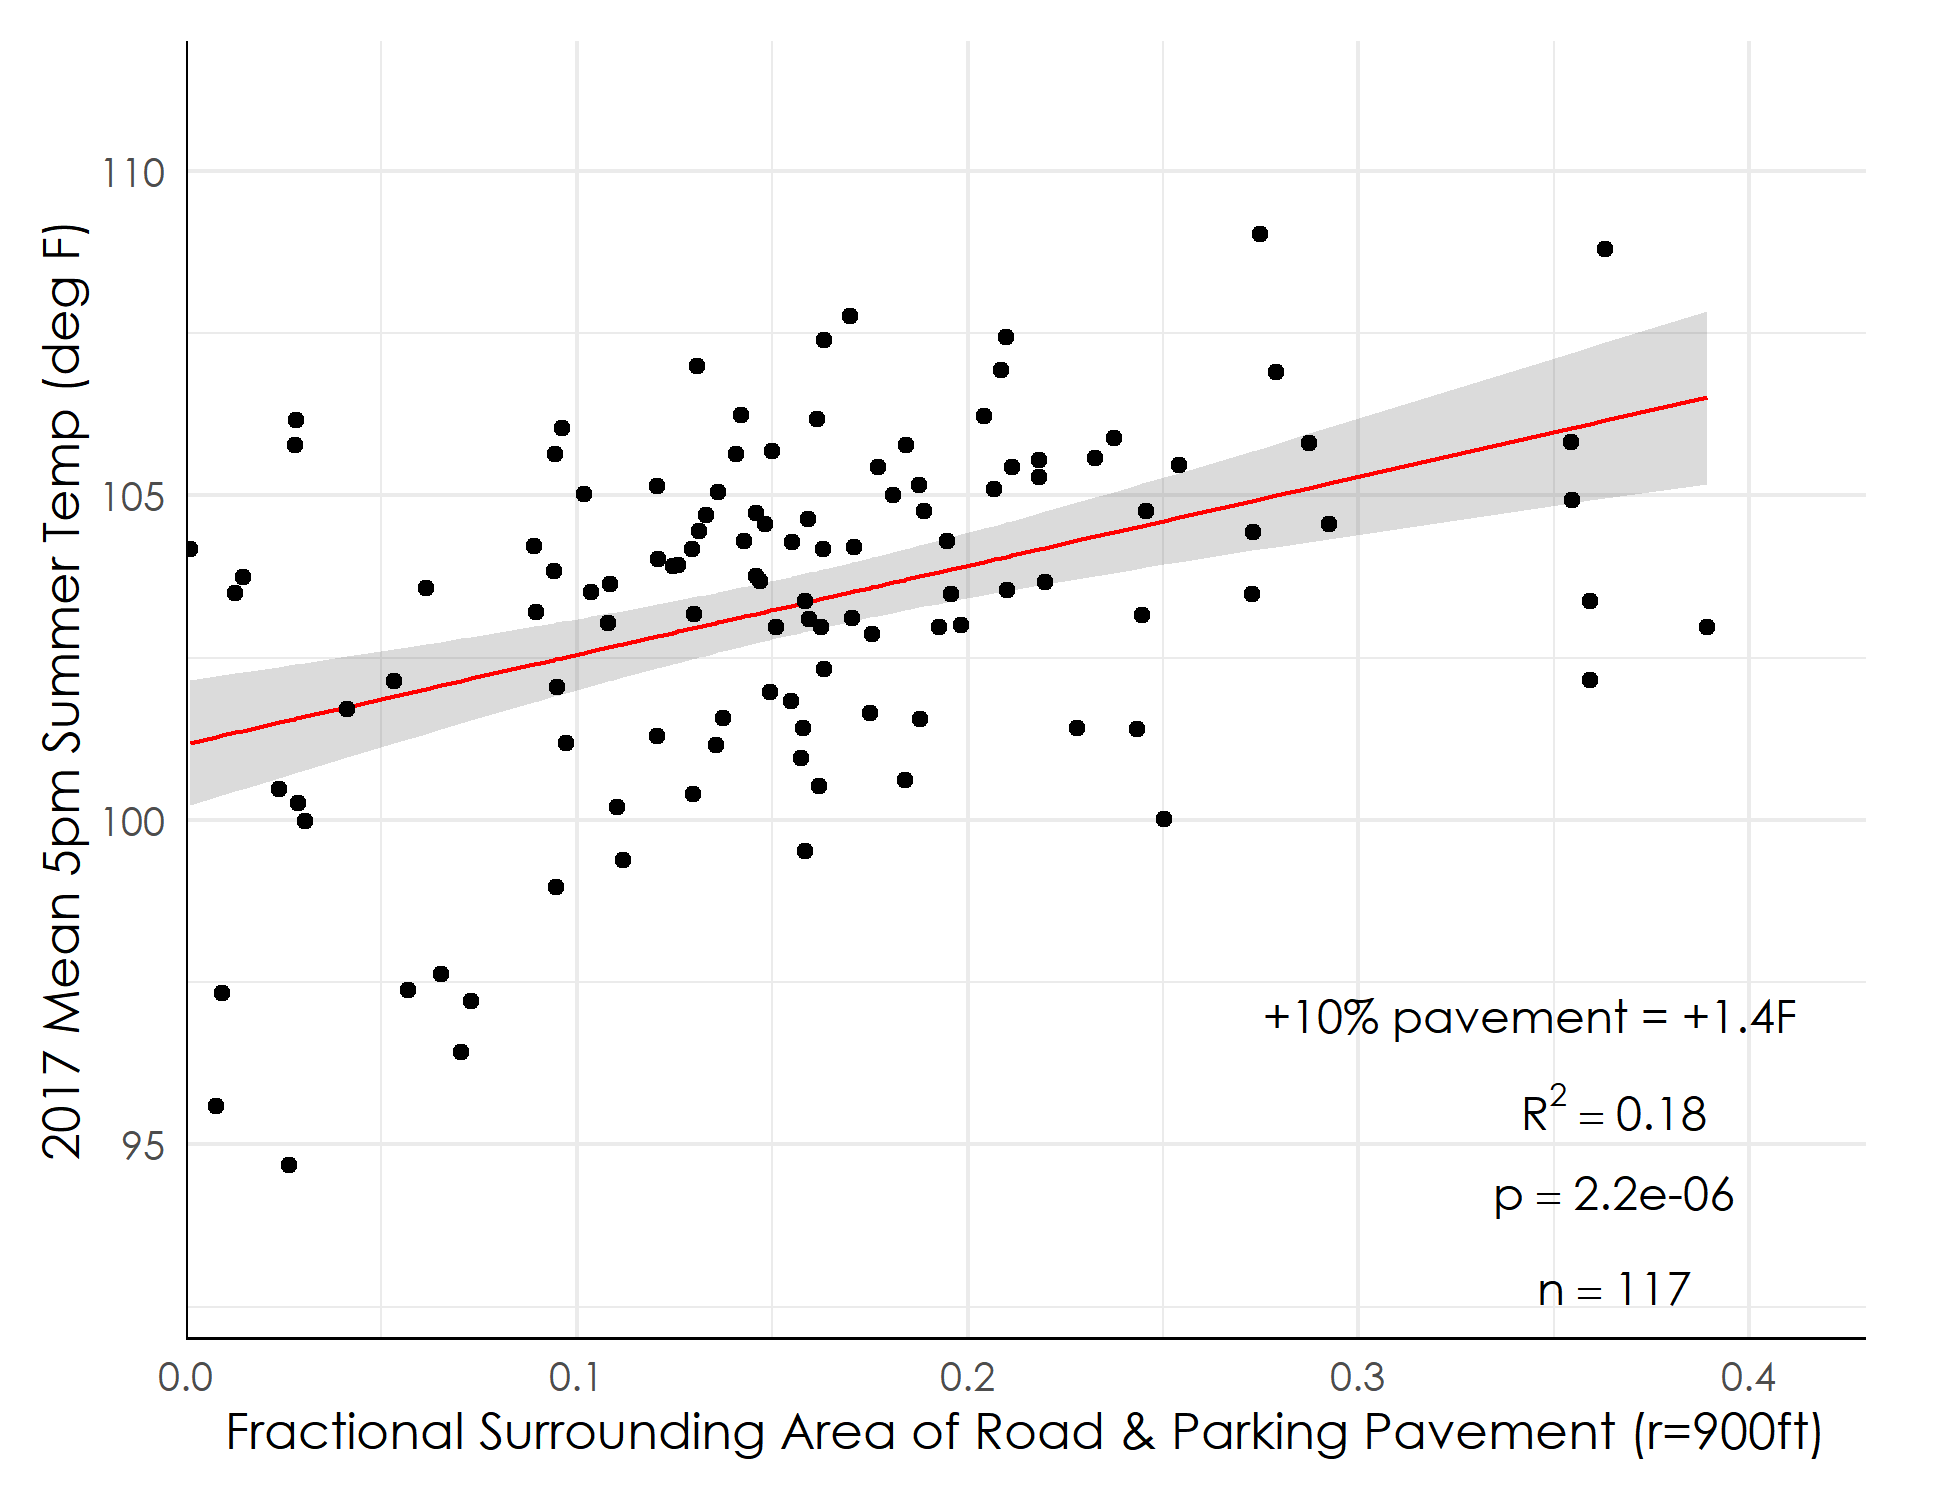 2017 Mean 5pm Summer Temp (deg F)
110
105
100
95
+10% pavement = +1.4F
R² = 0.18
p = 2.2e-06
n = 117
0.0 0.1 0.2 0.3 0.4
Fractional Surrounding Area of Road & Parking Pavement (r=900ft)